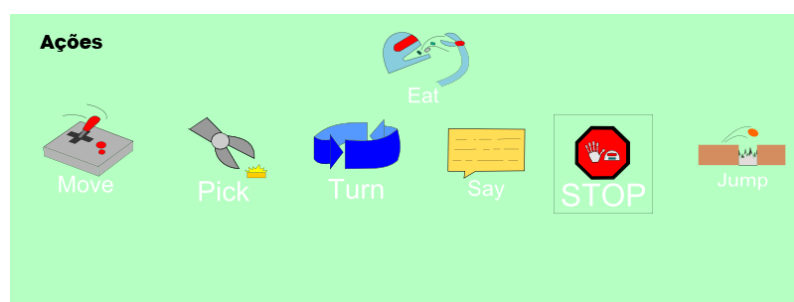 Ações
Eat
Move
Pick
Turn
Say
STOP
Jump